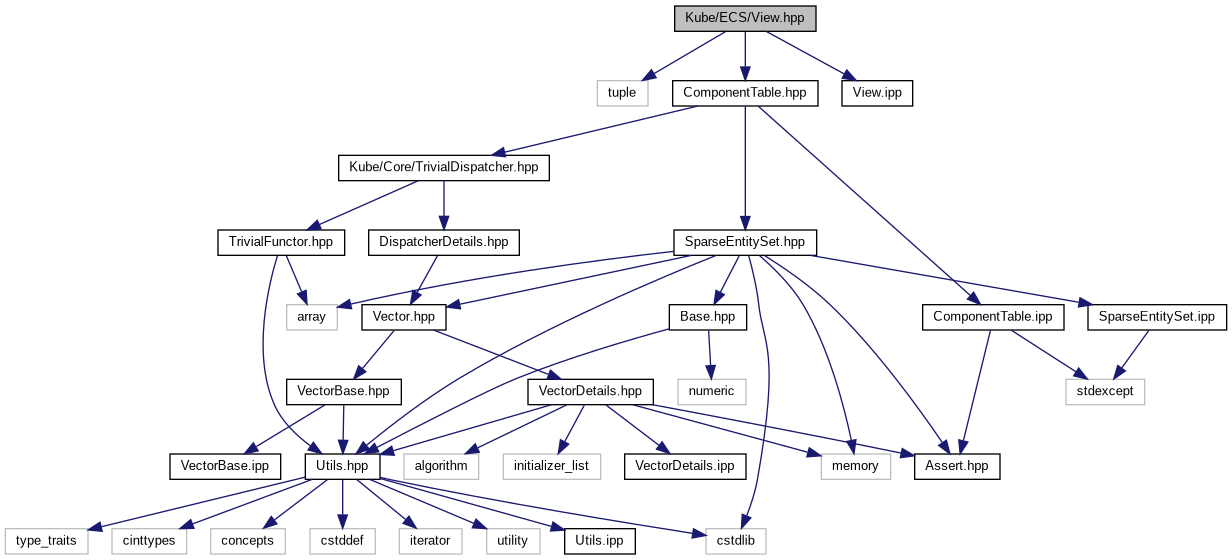 Kube/ECS/View.hpp
tuple
ComponentTable.hpp
View.ipp
Kube/Core/TrivialDispatcher.hpp
TrivialFunctor.hpp
DispatcherDetails.hpp
SparseEntitySet.hpp
array
Vector.hpp
Base.hpp
ComponentTable.ipp
SparseEntitySet.ipp
VectorBase.hpp
VectorDetails.hpp
numeric
stdexcept
VectorBase.ipp
Utils.hpp
algorithm
initializer_list
VectorDetails.ipp
memory
Assert.hpp
type_traits
cinttypes
concepts
cstddef
iterator
utility
Utils.ipp
cstdlib